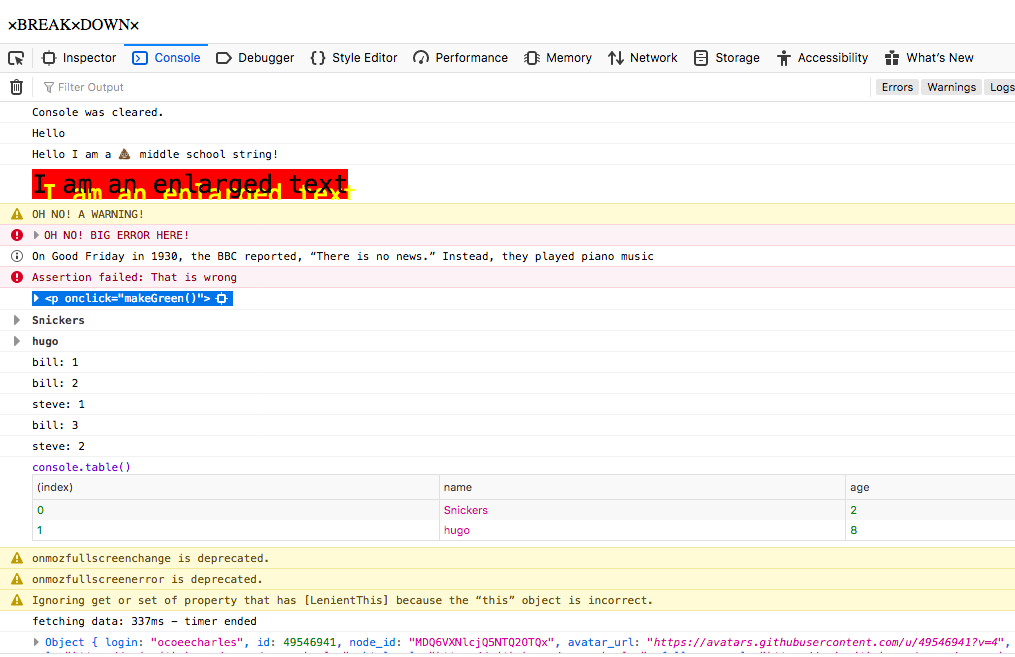 ×BREAK×DOWN×
Inspector Console Debugger {} Style Editor Performance Memory Network Storage Accessibility What's New
Filter Output Errors Warnings Logs
Console was cleared.
Hello
Hello I am a 💩 middle school string!
I am an enlarged text
OH NO! A WARNING!
OH NO! BIG ERROR HERE!
On Good Friday in 1930, the BBC reported, “There is no news.” Instead, they played piano music
Assertion failed: That is wrong
<p onclick="makeGreen()">
Snickers
hugo
bill: 1
bill: 2
steve: 1
bill: 3
steve: 2
console.table()
(index) name age
0 Snickers 2
1 hugo 8
onmozfullscreenchange is deprecated.
onmozfullscreenerror is deprecated.
Ignoring get or set of property that has [LenientThis] because the “this” object is incorrect.
fetching data: 337ms - timer ended
Object { login: "ocoeecharles", id: 49546941, node_id: "MDQ6VXNlcjQ5NTQ2OTQx", avatar_url: "https://avatars.githubusercontent.com/u/49546941?v=4",